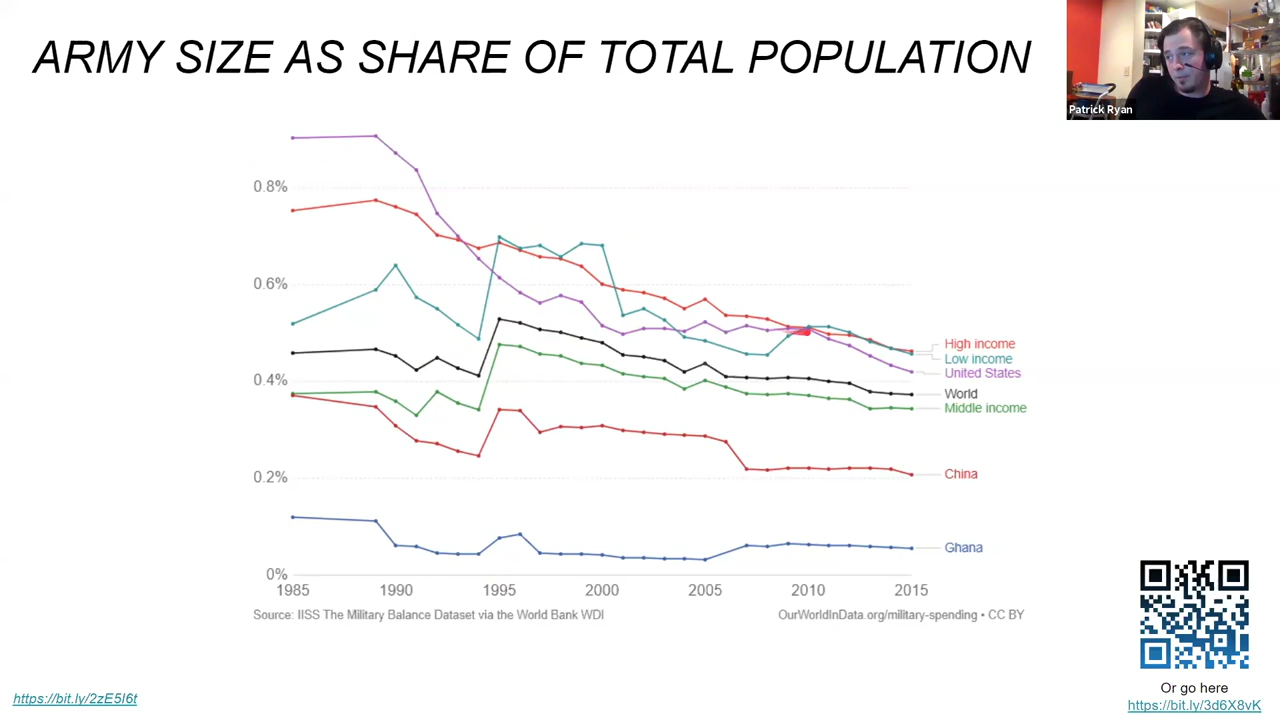 ARMY SIZE AS SHARE OF TOTAL POPULATION
Patrick Ryan
0.8%
0.6%
0.4%
0.2%
0%
1985 1990 1995 2000 2005 2010 2015
High income
Low income
United States
World
Middle income
China
Ghana
Source: IISS The Military Balance Dataset via the World Bank WDI
OurWorldInData.org/military-spending • CC BY
Or go here
https://bit.ly/3d6X8vK
https://bit.ly/2zE5l6t